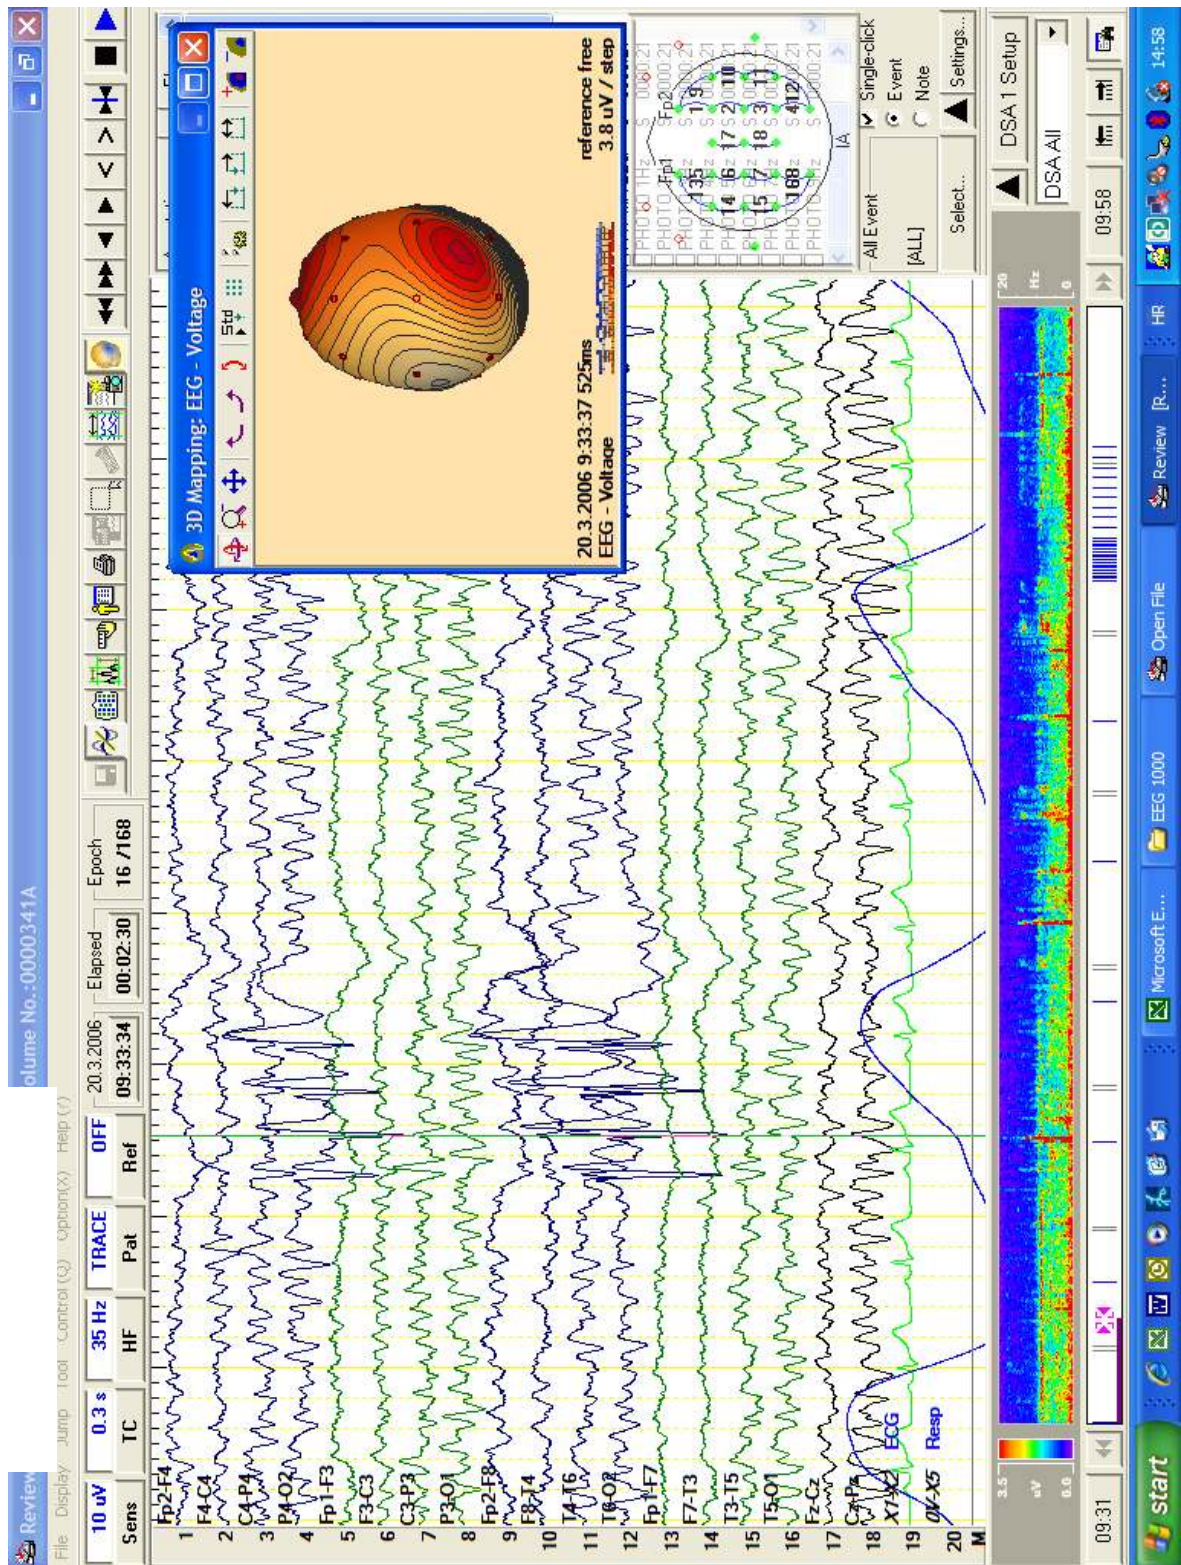 Review
olume No.:0000341A
File Display Jump Tool Control(Q) Option(X) Help(?)
10 uV 0.3 s 35 Hz TRACE OFF
Sens TC HF Pat Ref
20.3.2006 Elapsed Epoch
09:33:34 00:02:30 16 /168
Fp2-F4
1
F4-C4
2
C4-P4
3
P4-O2
4
Fp1-F3
5
F3-C3
6
C3-P3
7
P3-O1
8
Fp2-F8
9
F8-T4
10
T4-T6
11
T6-O2
12
Fp1-F7
13
F7-T3
14
T3-T5
15
T5-O1
16
Fz-Cz
17
Cz-Pz
18
X1-X2 ECG
19
0V-X5 Resp
20
M
3D Mapping: EEG - Voltage
Std
20.3.2006 9:33:37 525ms reference free
EEG - Voltage 3.8 uV / step
Fp1 Fp2
All Event
[ALL]
Single-click
Event
Note
Select... Settings...
3.5
uV
0.0
20
Hz
0
DSA 1 Setup
DSA All
09:31 09:58
start
Microsoft E...
EEG 1000
Open File
Review [R...
HR
14:58